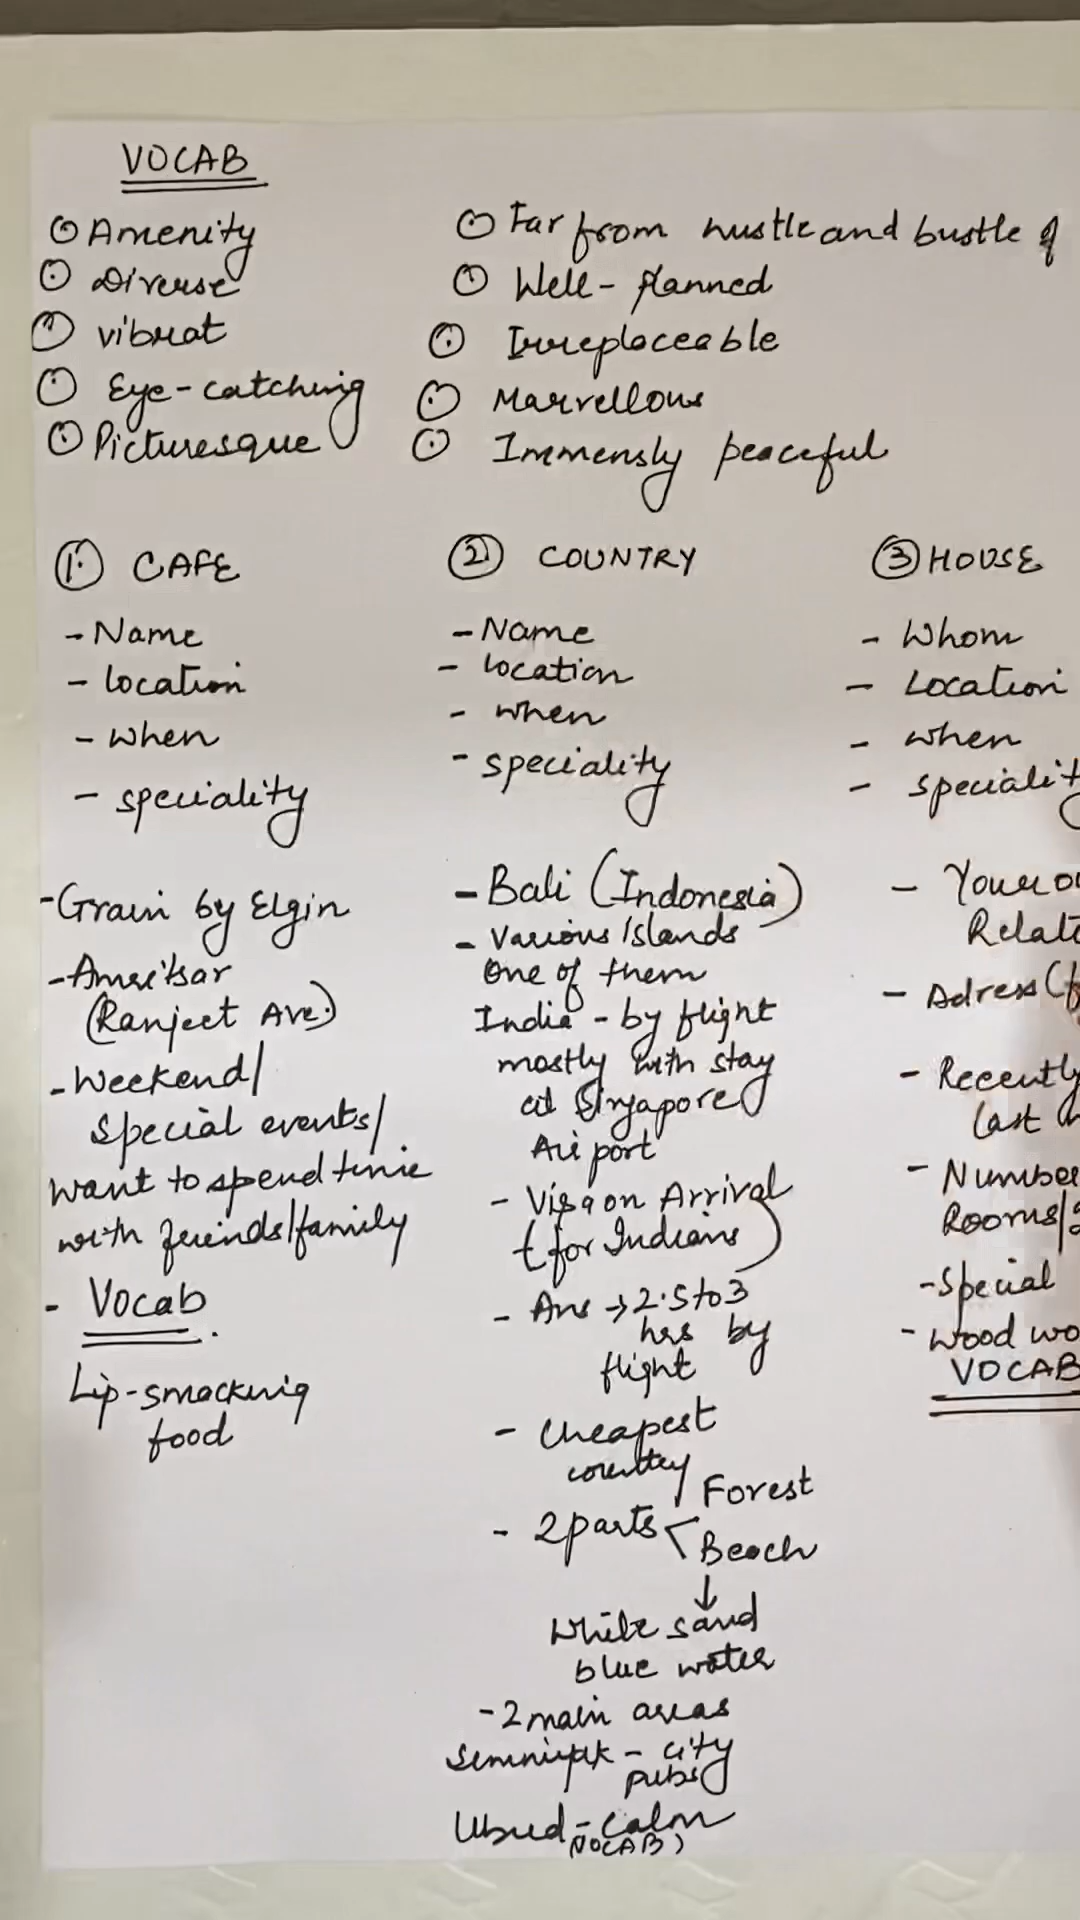 VOCAB
Amenity
Diverse
vibrat
Eye-catching
Picturesque
Far from hustle and bustle of
Well-planned
Irreplaceable
Marvellous
Immensly peaceful
1. CAFE
- Name
- location
- when
- speciality
- Grain by Elgin
- Amritsar
(Ranjeet Ave.)
- Weekend/
special events/
want to spend time
with friends/family
- Vocab
Lip-smacking
food
2) COUNTRY
- Name
- location
- when
- speciality
- Bali (Indonesia)
- Various Islands
One of them
India - by flight
mostly with stay
at Singapore
Airport
- Visa on Arrival
(for Indians)
- Ans → 2.5 to 3
hrs by
flight
- Cheapest
country
- 2 parts < Forest
Beach
↓
White sand
blue water
- 2 main areas
Seminiyak - city
pubs
Ubud - Calm
(VOCAB)
3 HOUSE
- Whom
- Location
- when
- speciality
- Your
- Adress
- Recently
last
- Number
Rooms/
- Special
- Wood
VOCAB